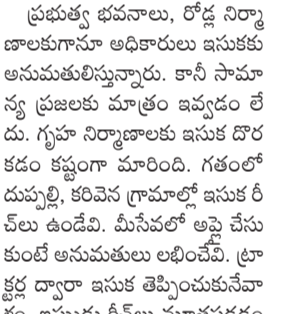 ప్రభుత్వ భవనాలు, రోడ్ల నిర్మా
ణాలకుగానూ అధికారులు ఇసుకకు
అనుమతులిస్తున్నారు. కానీ సామా
న్య ప్రజలకు మాత్రం ఇవ్వడం లే
దు. గృహ నిర్మాణాలకు ఇసుక దొర
కడం కష్టంగా మారింది. గతంలో
దుప్పల్లి, కరివెన గ్రామాల్లో ఇసుక రీ
చ్‌లు ఉండేవి. మీసేవలో అప్లై చేసు
కుంటే అనుమతులు లభించేవి. ట్రా
క్టర్ల ద్వారా ఇసుక తెప్పించుకునేవా